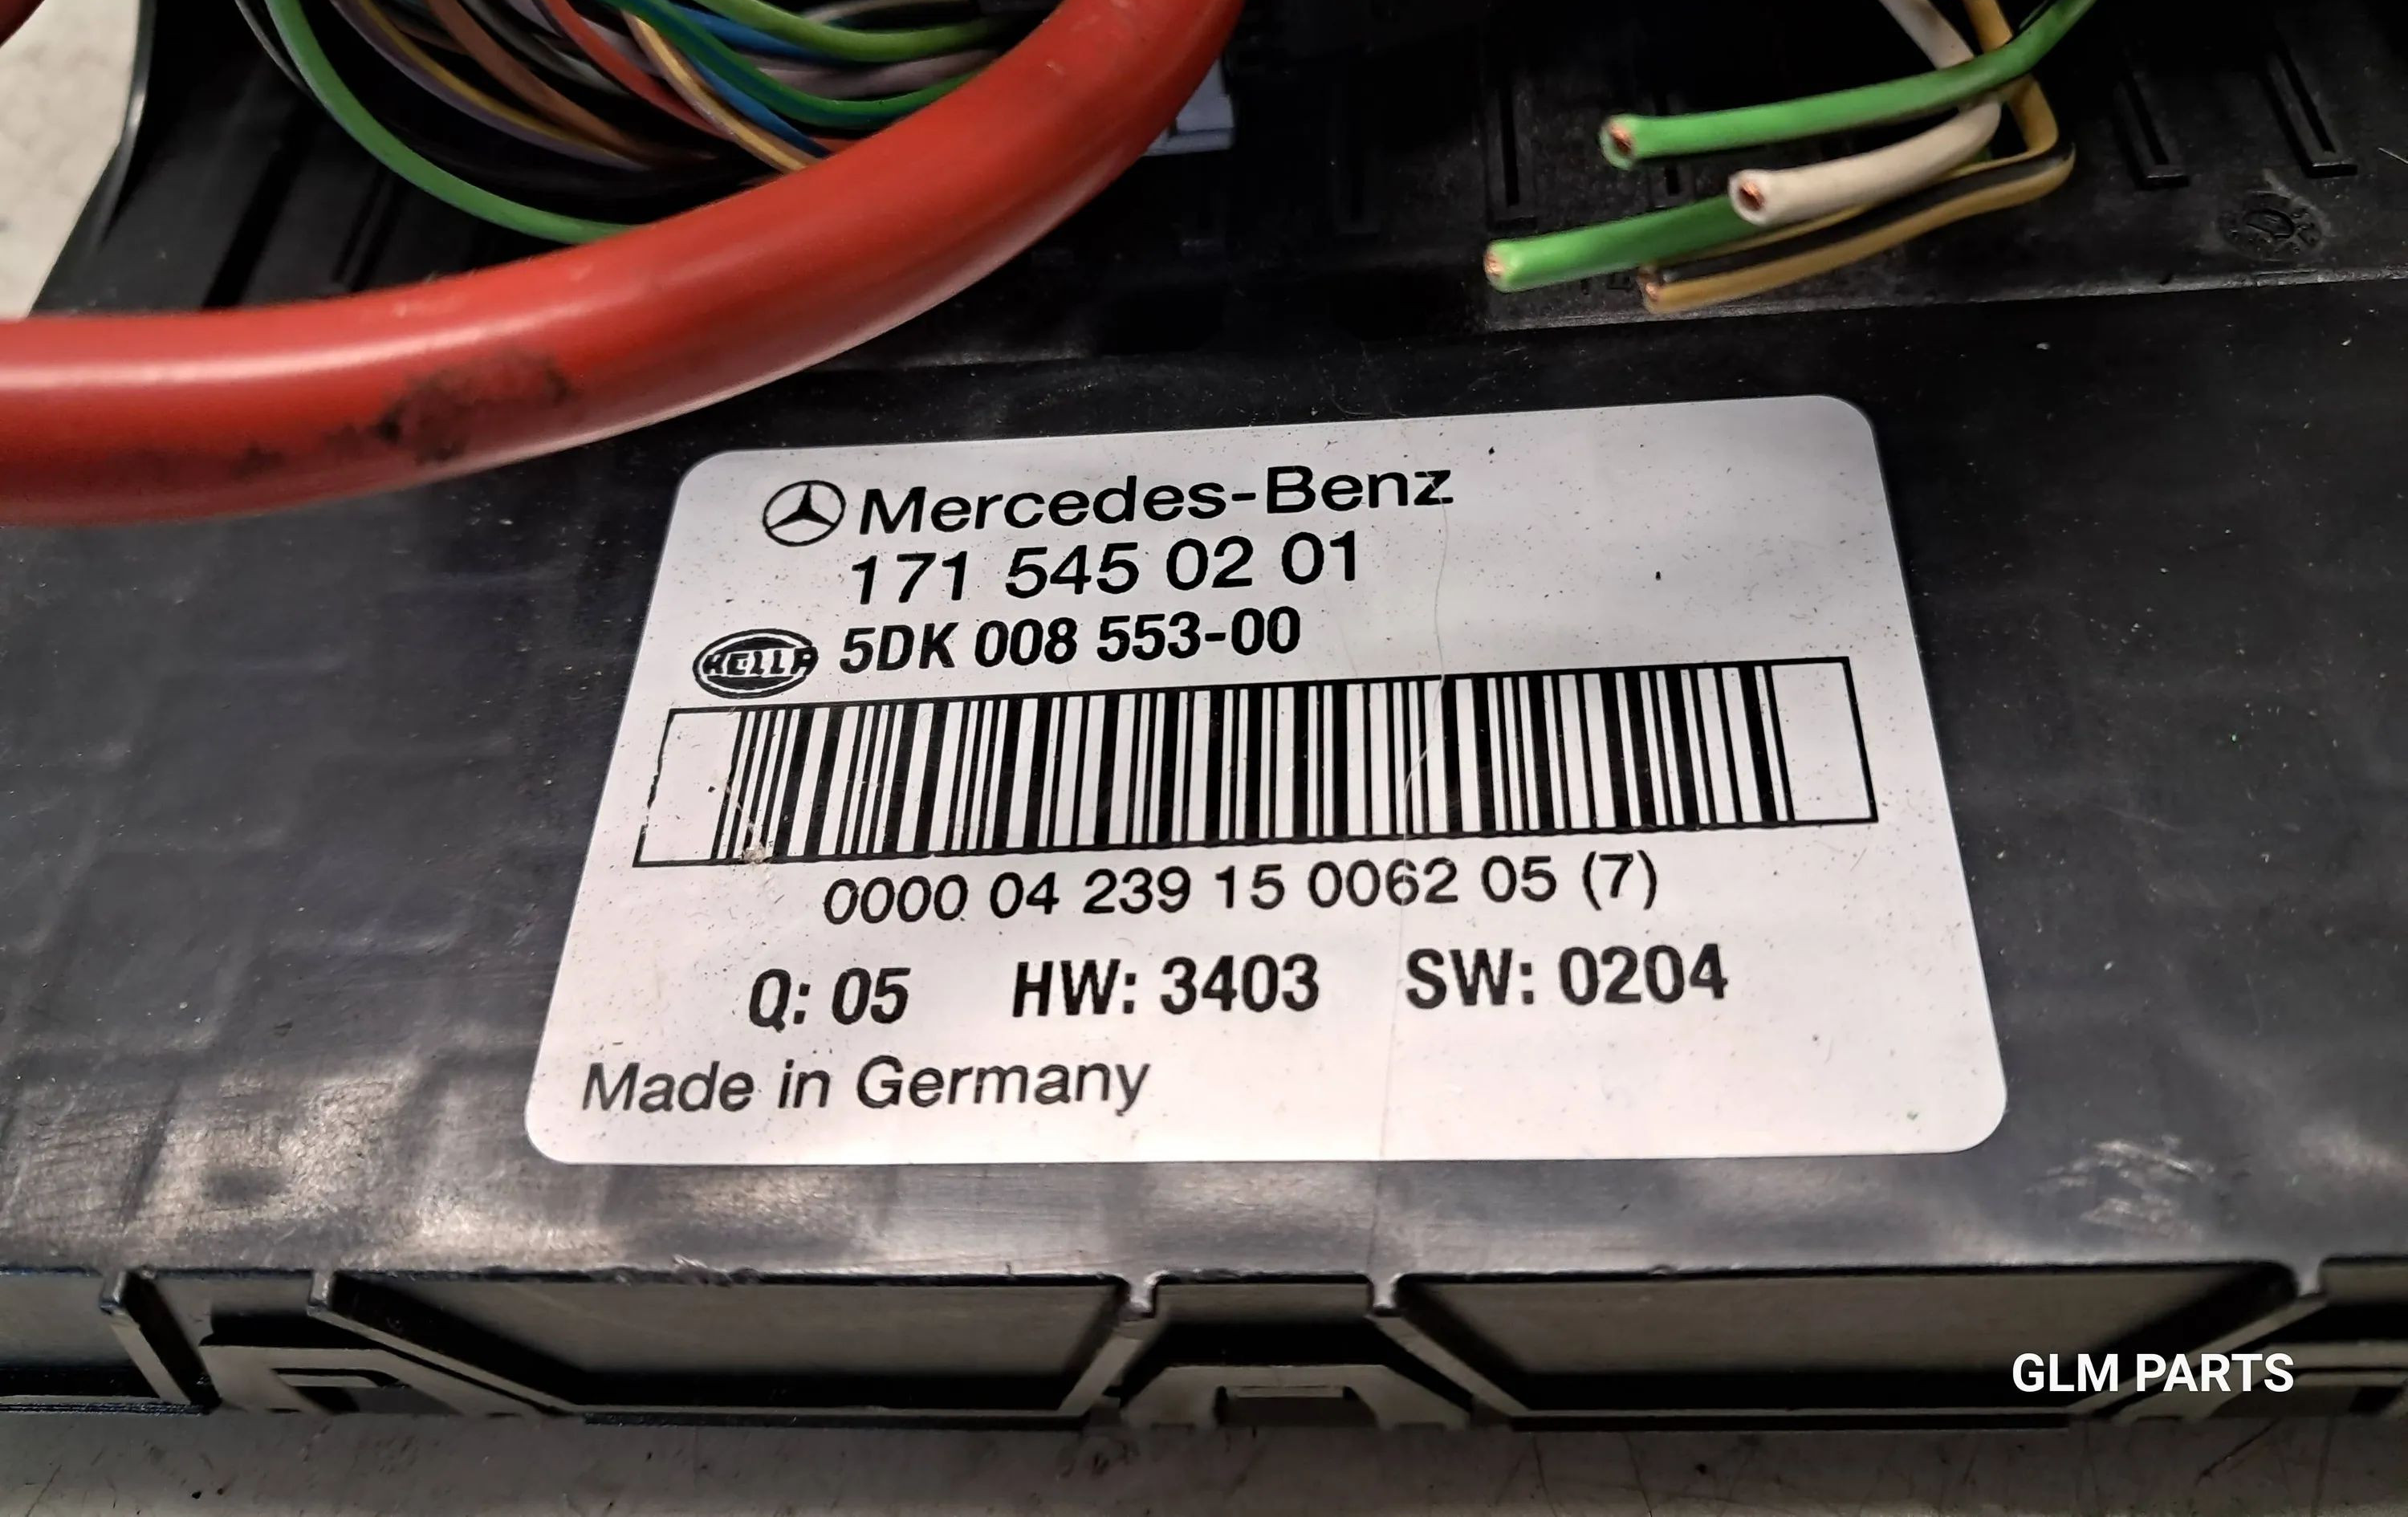 Mercedes-Benz
171 545 02 01
HELLA 5DK 008 553-00
0000 04 239 15 0062 05 (7)
Q: 05 HW: 3403 SW: 0204
Made in Germany
GLM PARTS